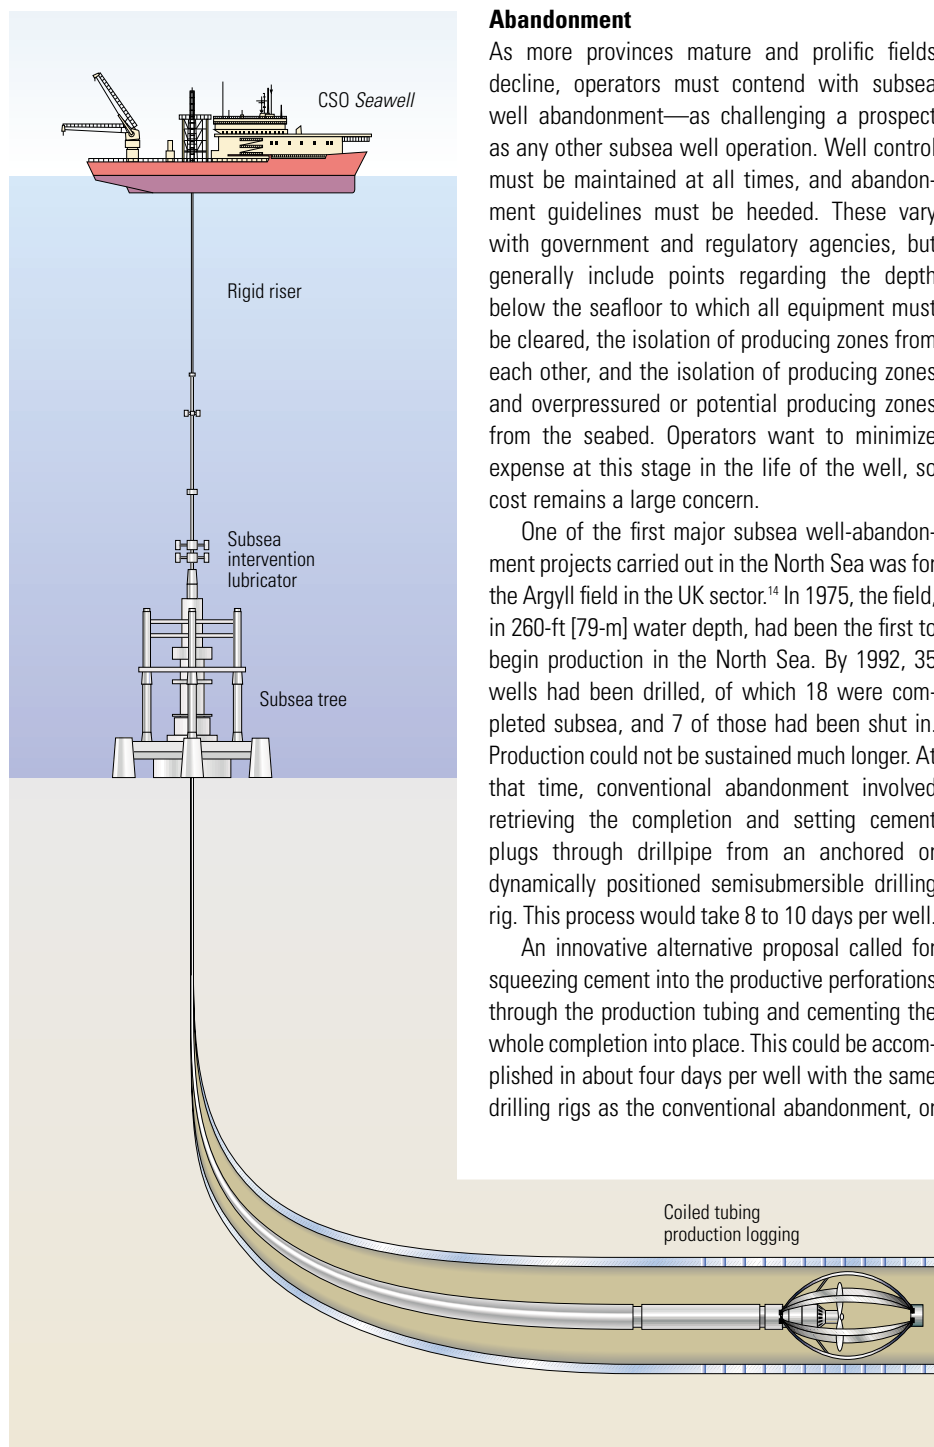 CSO Seawell
Rigid riser
Subsea
intervention
lubricator
Subsea tree
Coiled tubing
production logging
Abandonment
As more provinces mature and prolific fields
decline, operators must contend with subsea
well abandonment—as challenging a prospect
as any other subsea well operation. Well control
must be maintained at all times, and abandon-
ment guidelines must be heeded. These vary
with government and regulatory agencies, but
generally include points regarding the depth
below the seafloor to which all equipment must
be cleared, the isolation of producing zones from
each other, and the isolation of producing zones
and overpressured or potential producing zones
from the seabed. Operators want to minimize
expense at this stage in the life of the well, so
cost remains a large concern.
One of the first major subsea well-abandon-
ment projects carried out in the North Sea was for
the Argyll field in the UK sector.¹⁴ In 1975, the field,
in 260-ft [79-m] water depth, had been the first to
begin production in the North Sea. By 1992, 35
wells had been drilled, of which 18 were com-
pleted subsea, and 7 of those had been shut in.
Production could not be sustained much longer. At
that time, conventional abandonment involved
retrieving the completion and setting cement
plugs through drillpipe from an anchored or
dynamically positioned semisubmersible drilling
rig. This process would take 8 to 10 days per well.
An innovative alternative proposal called for
squeezing cement into the productive perforations
through the production tubing and cementing the
whole completion into place. This could be accom-
plished in about four days per well with the same
drilling rigs as the conventional abandonment, or